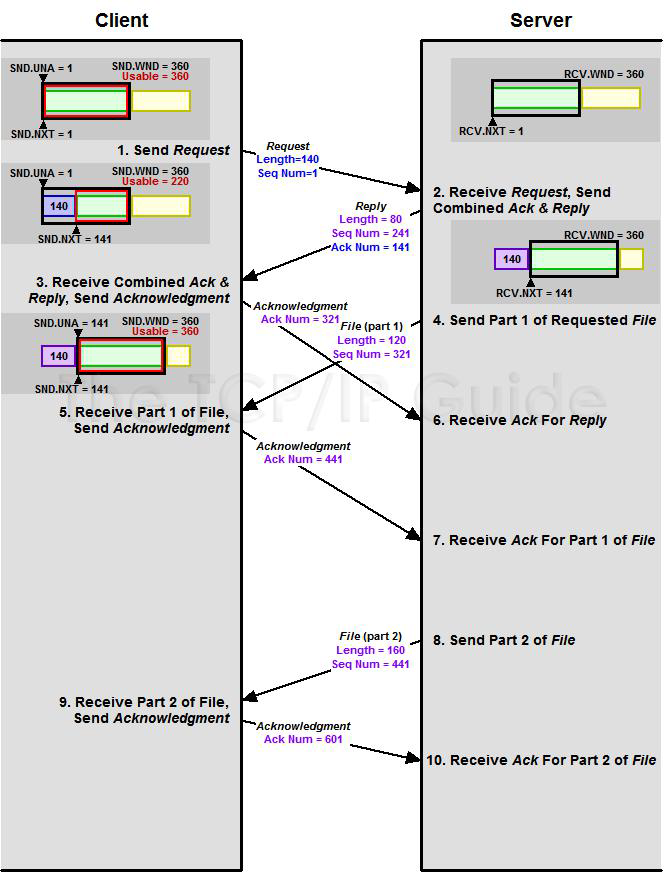 Client
Server
SND.UNA = 1
SND.WND = 360
Usable = 360
SND.NXT = 1
RCV.WND = 360
RCV.NXT = 1
1. Send Request
Request
Length=140
Seq Num=1
SND.UNA = 1
SND.WND = 360
Usable = 220
140
SND.NXT = 141
2. Receive Request, Send
Combined Ack & Reply
Reply
Length = 80
Seq Num = 241
Ack Num = 141
RCV.WND = 360
140
RCV.NXT = 141
3. Receive Combined Ack &
Reply, Send Acknowledgment
Acknowledgment
Ack Num = 321
4. Send Part 1 of Requested File
File (part 1)
Length = 120
Seq Num = 321
SND.UNA = 141
SND.WND = 360
Usable = 360
140
SND.NXT = 141
The TCP/IP Guide
5. Receive Part 1 of File,
Send Acknowledgment
6. Receive Ack For Reply
Acknowledgment
Ack Num = 441
7. Receive Ack For Part 1 of File
File (part 2)
Length = 160
Seq Num = 441
8. Send Part 2 of File
9. Receive Part 2 of File,
Send Acknowledgment
Acknowledgment
Ack Num = 601
10. Receive Ack For Part 2 of File